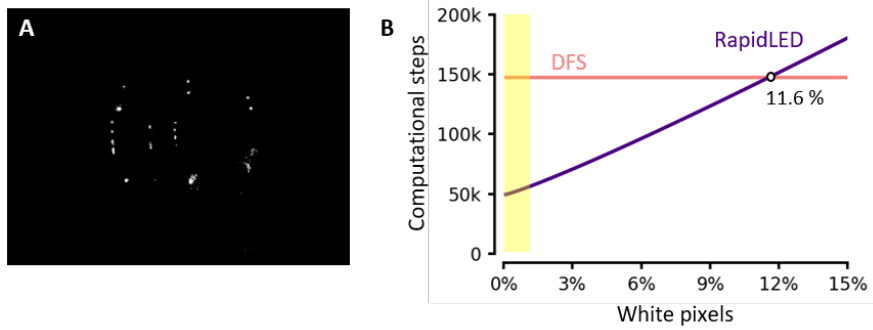 A
B
Computational steps
200k
150k
100k
50k
0
DFS
RapidLED
11.6 %
0%
3%
6%
9%
12%
15%
White pixels